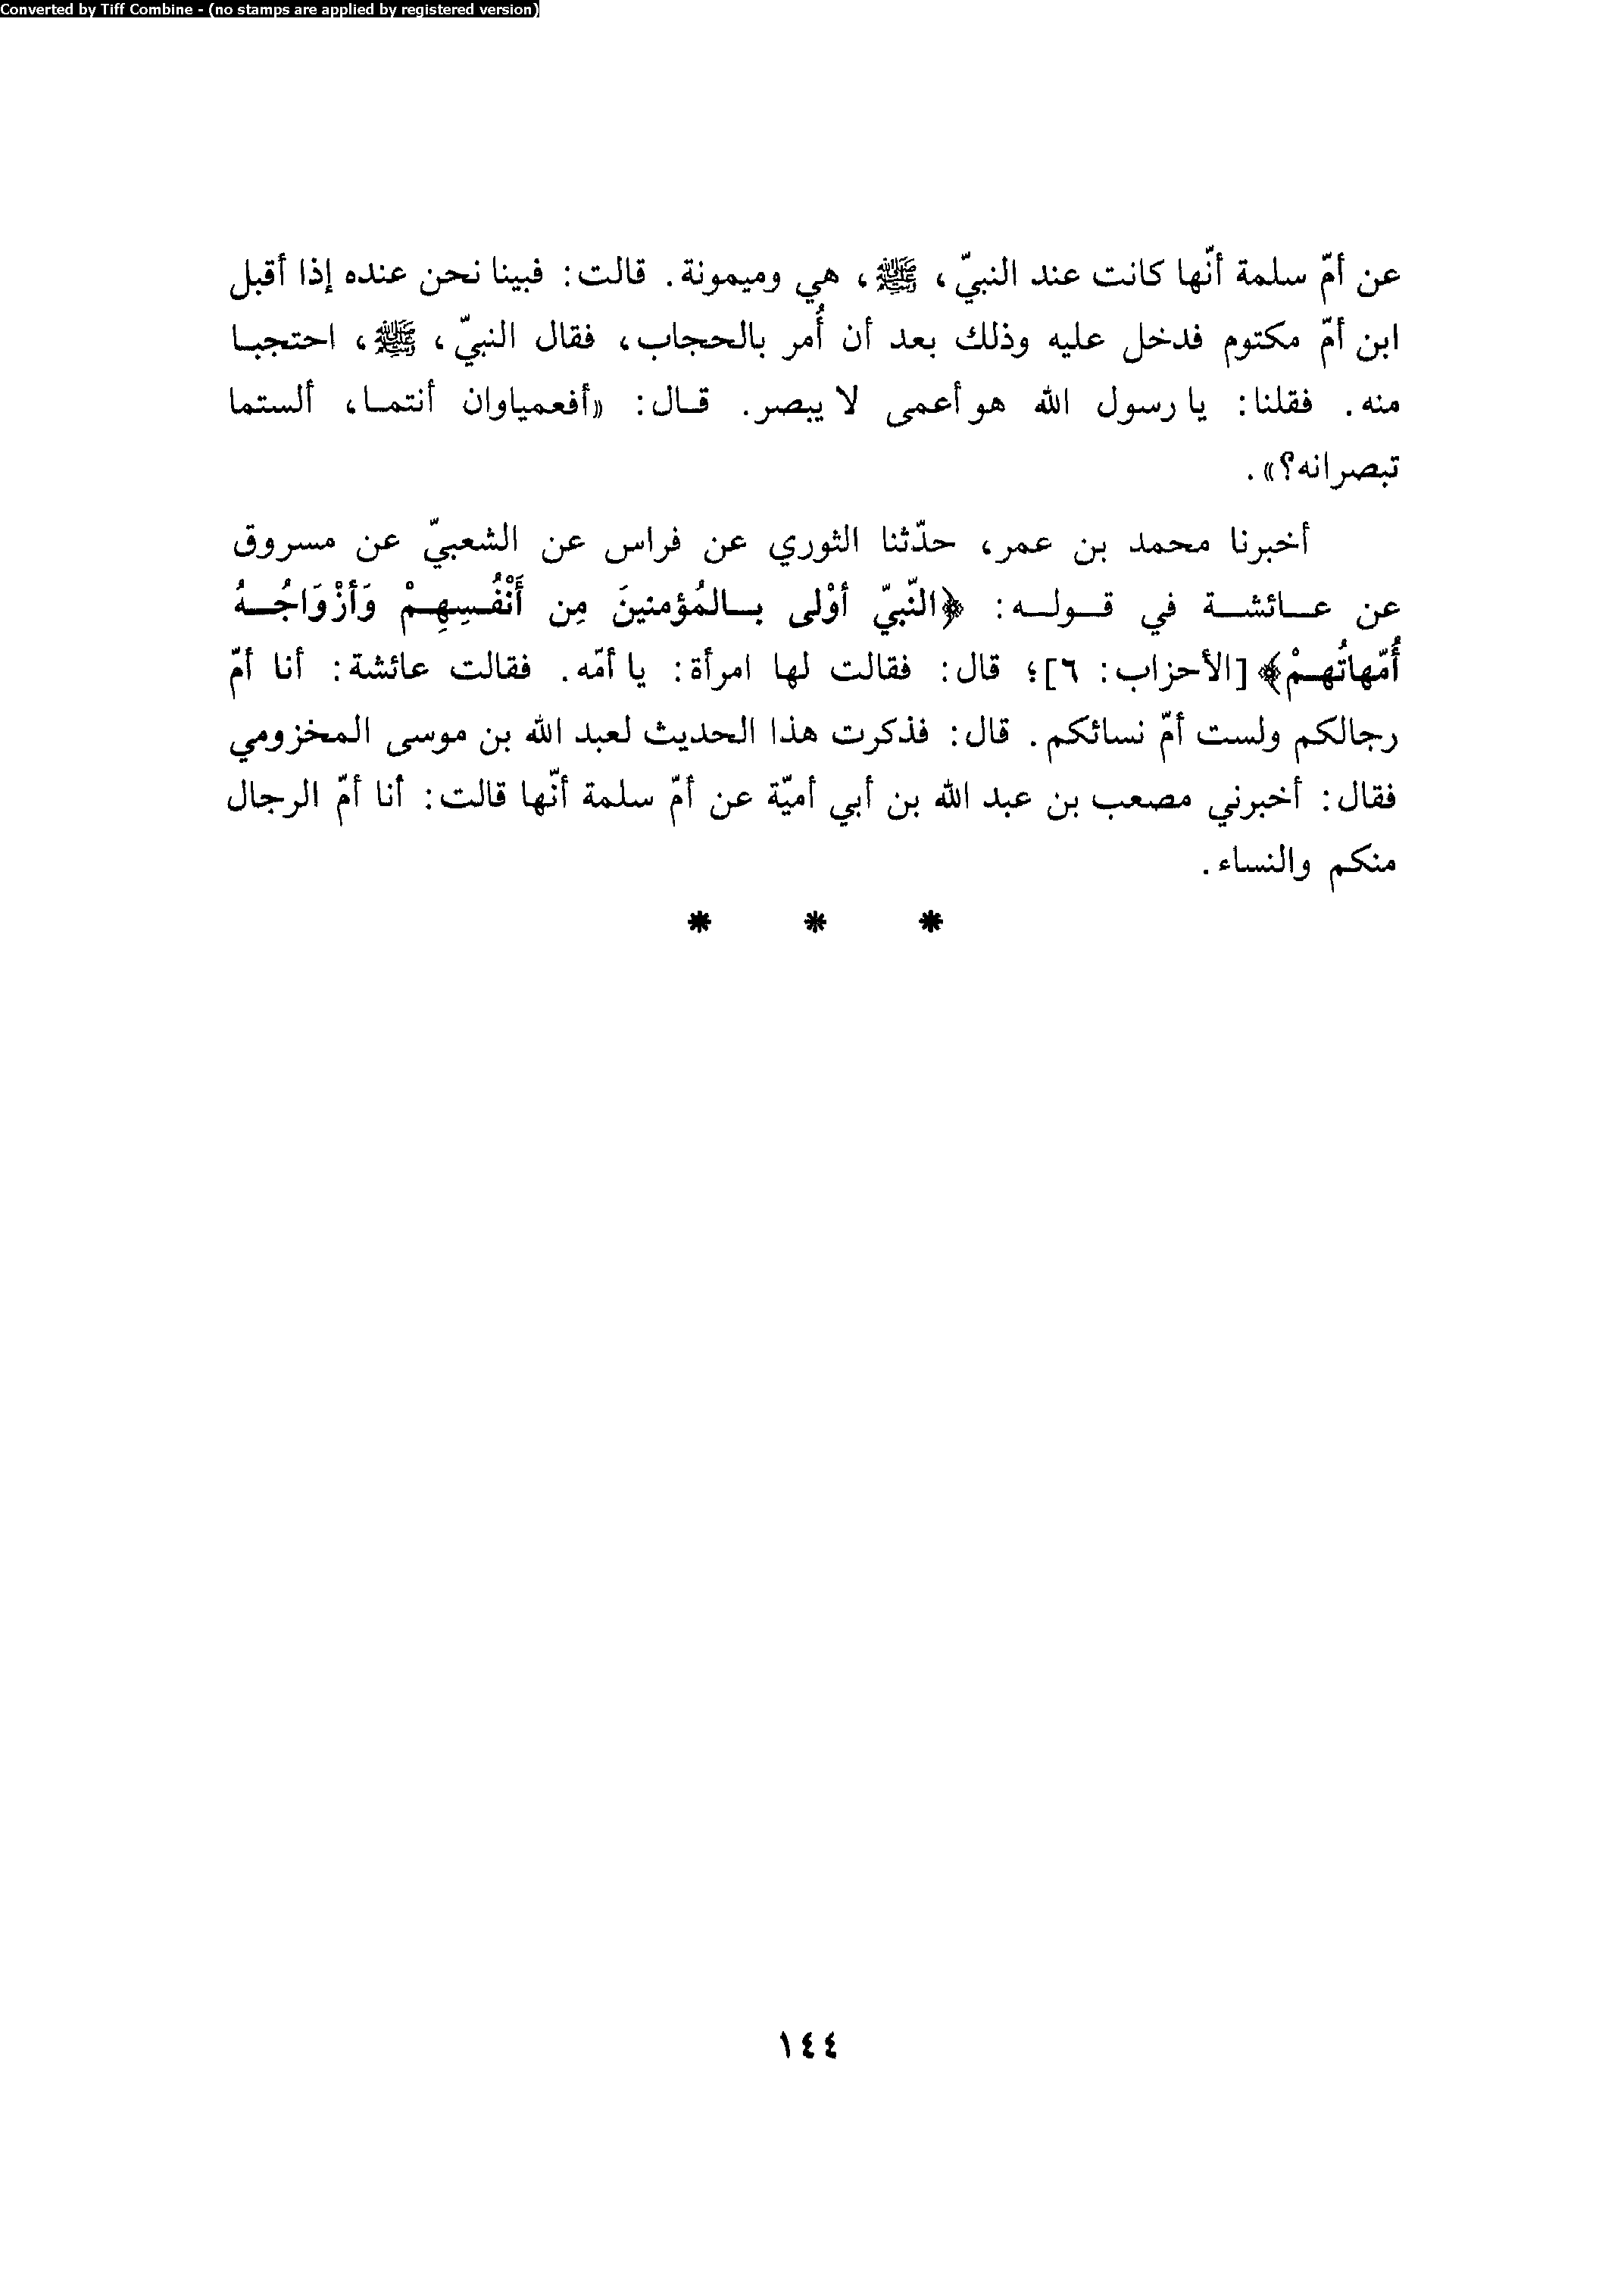 Converted by Tiff Combine - (no stamps are applied by registered version)
عن أمّ سلمة أنّها كانت عند النبيّ، ﷺ، هي وميمونة. قالت: فبينا نحن عنده إذا أقبل
ابن أمّ مكتوم فدخل عليه وذلك بعد أن أُمر بالحجاب، فقال النبيّ، ﷺ، احتجبا
منه. فقلنا: يا رسول الله هو أعمى لا يبصر. قال: «أفعمياوان أنتما، ألستما
تبصرانه؟».
أخبرنا محمد بن عمر، حدّثنا الثوري عن فراس عن الشعبيّ عن مسروق
عن عائشة في قوله: ﴿النّبيّ أوْلى بالمُؤمنينَ مِن أَنْفُسِهِمْ وَأزْوَاجُهُ
أُمّهاتُهمْ﴾ [الأحزاب: ٦]؛ قال: فقالت لها امرأة: يا أمّه. فقالت عائشة: أنا أمّ
رجالكم ولست أمّ نسائكم. قال: فذكرت هذا الحديث لعبد الله بن موسى المخزومي
فقال: أخبرني مصعب بن عبد الله بن أبي أميّة عن أمّ سلمة أنّها قالت: أنا أمّ الرجال
منكم والنساء.
* * *
١٤٤